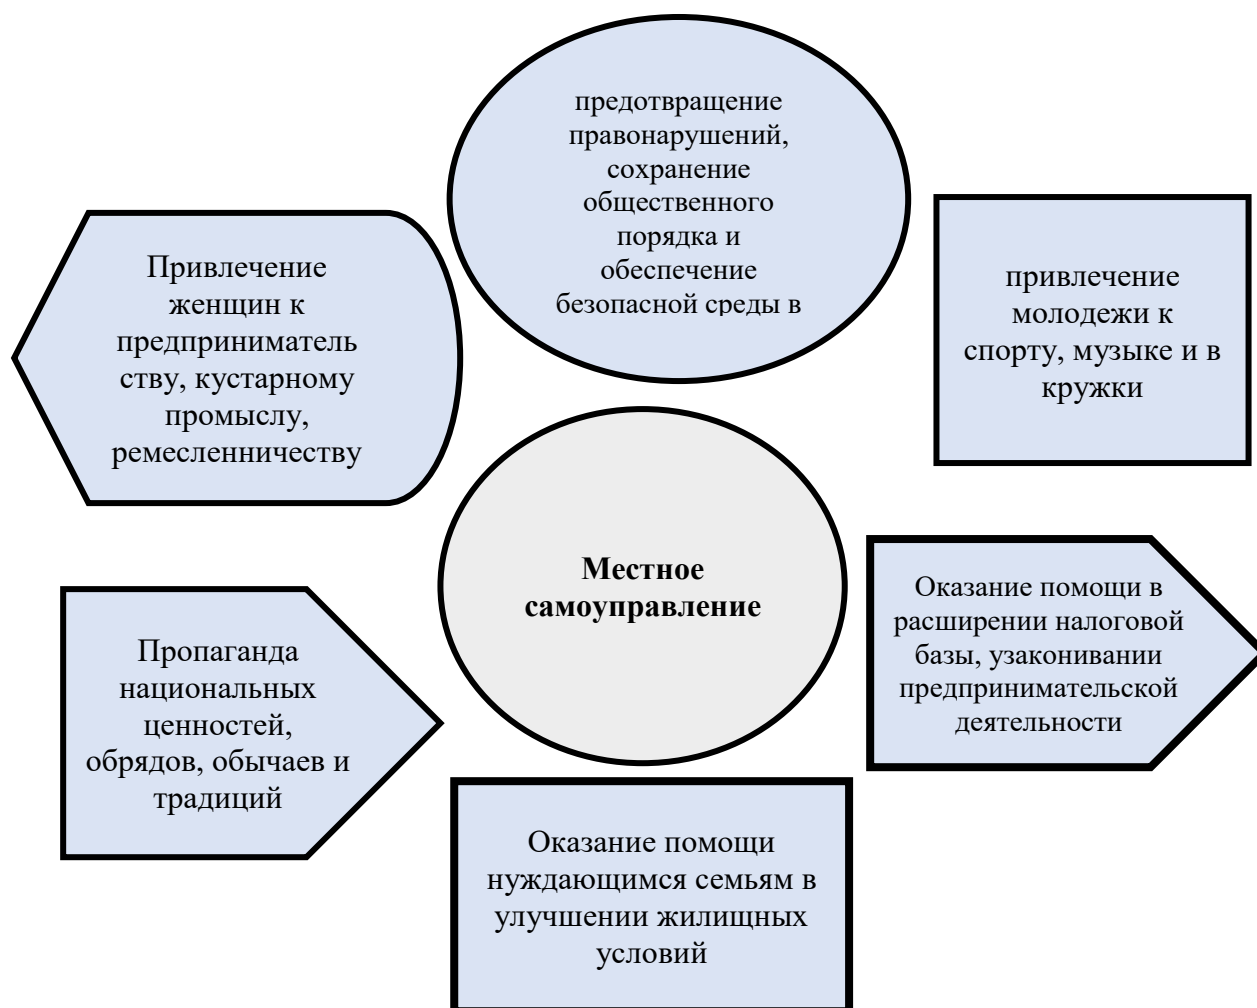 предотвращение
правонарушений,
сохранение
общественного
порядка и
обеспечение
безопасной среды в
Привлечение
женщин к
предприниматель
ству, кустарному
промыслу,
ремесленничеству
привлечение
молодежи к
спорту, музыке и в
кружки
Местное
самоуправление
Оказание помощи в
расширении налоговой
базы, узаконивании
предпринимательской
деятельности
Пропаганда
национальных
ценностей,
обрядов, обычаев и
традиций
Оказание помощи
нуждающимся семьям в
улучшении жилищных
условий